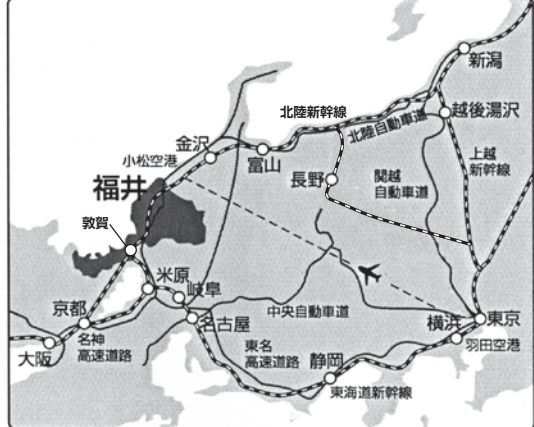 新潟
北陸新幹線
越後湯沢
北陸自動車道
金沢
小松空港
富山
上越
新幹線
長野
関越
自動車道
福井
敦賀
米原
岐阜
京都
中央自動車道
名古屋
横浜
東京
名神
高速道路
大阪
東名
高速道路
静岡
羽田空港
東海道新幹線